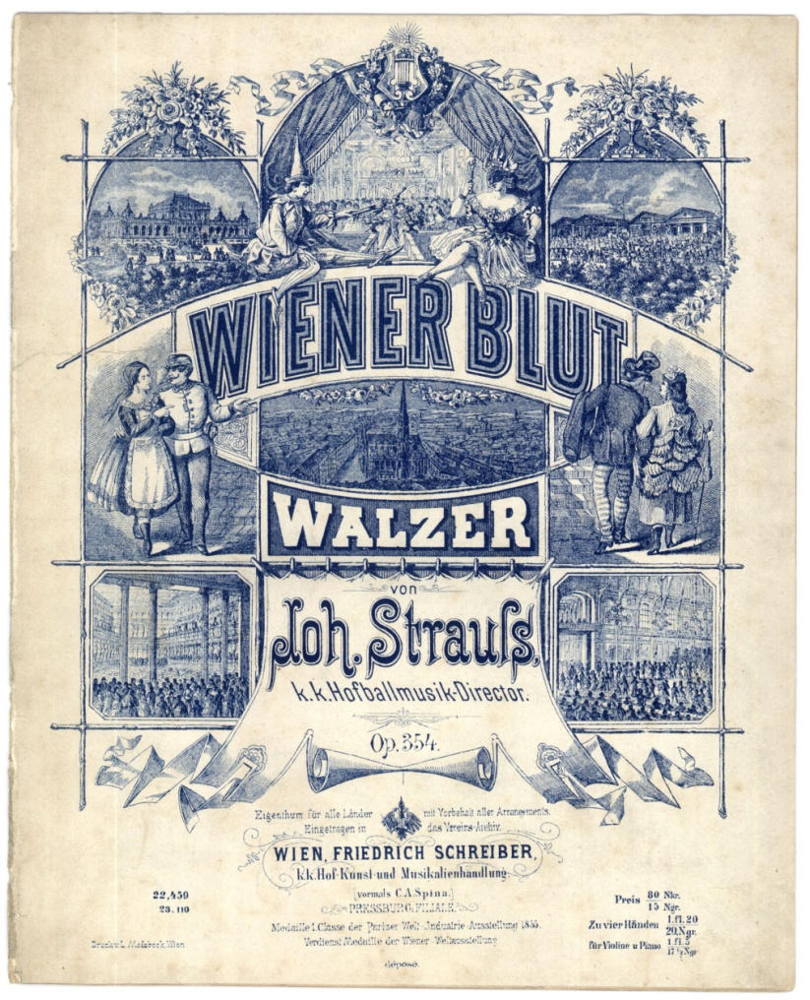 WIENER BLUT
WALZER
von
Joh. Strauſs,
k.k.Hofballmusik-Director.
Op. 354.
Eigenthum für alle Länder mit Vorbehalt aller Arrangements.
Eingetragen in das Vereins-Archiv.
WIEN, FRIEDRICH SCHREIBER,
k.k.Hof-Kunst-und Musikalienhandlung
(vormals C.A.Spina.)
PRESSBURG, FILIALE.
Medaille 1. Classe der Pariser Welt-Industrie-Ausstellung 1855.
Verdienst Medaille der Wiener Weltausstellung
déposé.
22,459
23. 110
Druck v. L. Wien
Preis 80 Nkr.
15 Ngr.
Zu vier Händen 1.fl.20
20.Ngr.
für Violine u Piano 1.fl.5
17½Ngr